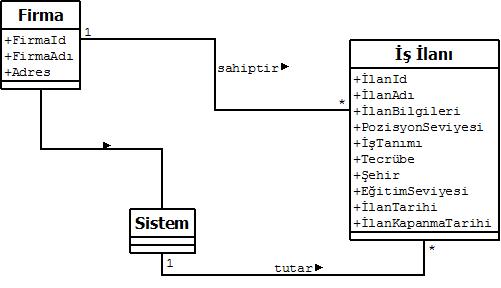 Firma
+FirmaId
+FirmaAdı
+Adres
1
sahiptir
*
İş İlanı
+İlanId
+İlanAdı
+İlanBilgileri
+PozisyonSeviyesi
+İşTanımı
+Tecrübe
+Şehir
+EğitimSeviyesi
+İlanTarihi
+İlanKapanmaTarihi
Sistem
1
tutar
*